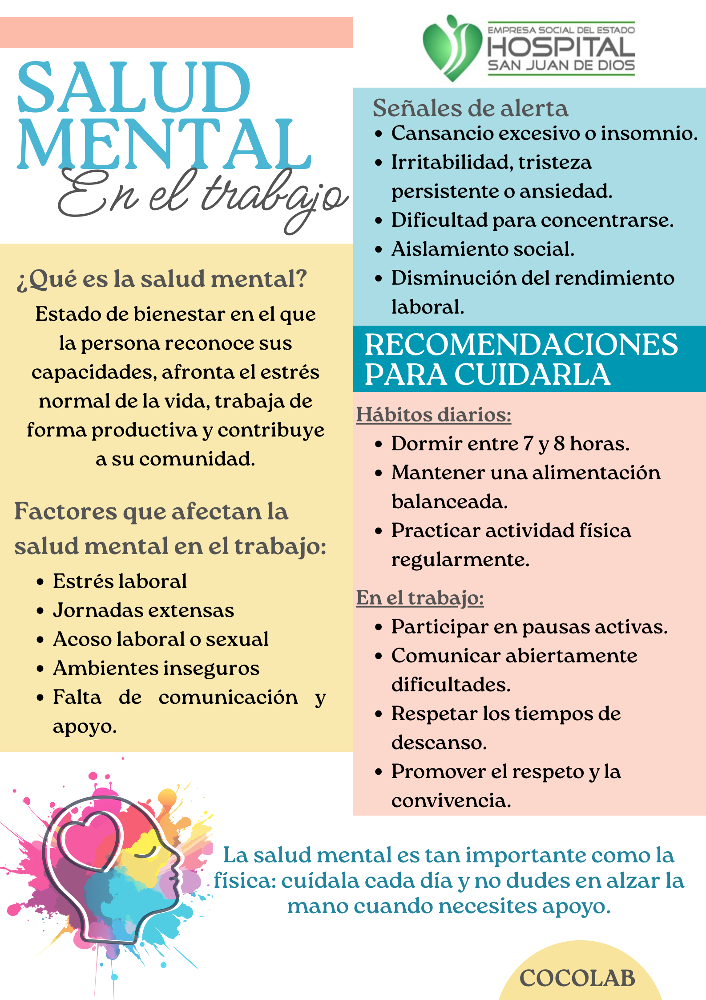 SALUD
MENTAL
En el trabajo
¿Qué es la salud mental?
Estado de bienestar en el que
la persona reconoce sus
capacidades, afronta el estrés
normal de la vida, trabaja de
forma productiva y contribuye
a su comunidad.
Factores que afectan la
salud mental en el trabajo:
• Estrés laboral
• Jornadas extensas
• Acoso laboral o sexual
• Ambientes inseguros
• Falta de comunicación y
apoyo.
EMPRESA SOCIAL DEL ESTADO
HOSPITAL
SAN JUAN DE DIOS
Señales de alerta
• Cansancio excesivo o insomnio.
• Irritabilidad, tristeza
persistente o ansiedad.
• Dificultad para concentrarse.
• Aislamiento social.
• Disminución del rendimiento
laboral.
RECOMENDACIONES
PARA CUIDARLA
Hábitos diarios:
• Dormir entre 7 y 8 horas.
• Mantener una alimentación
balanceada.
• Practicar actividad física
regularmente.
En el trabajo:
• Participar en pausas activas.
• Comunicar abiertamente
dificultades.
• Respetar los tiempos de
descanso.
• Promover el respeto y la
convivencia.
La salud mental es tan importante como la
física: cuídala cada día y no dudes en alzar la
mano cuando necesites apoyo.
COCOLAB